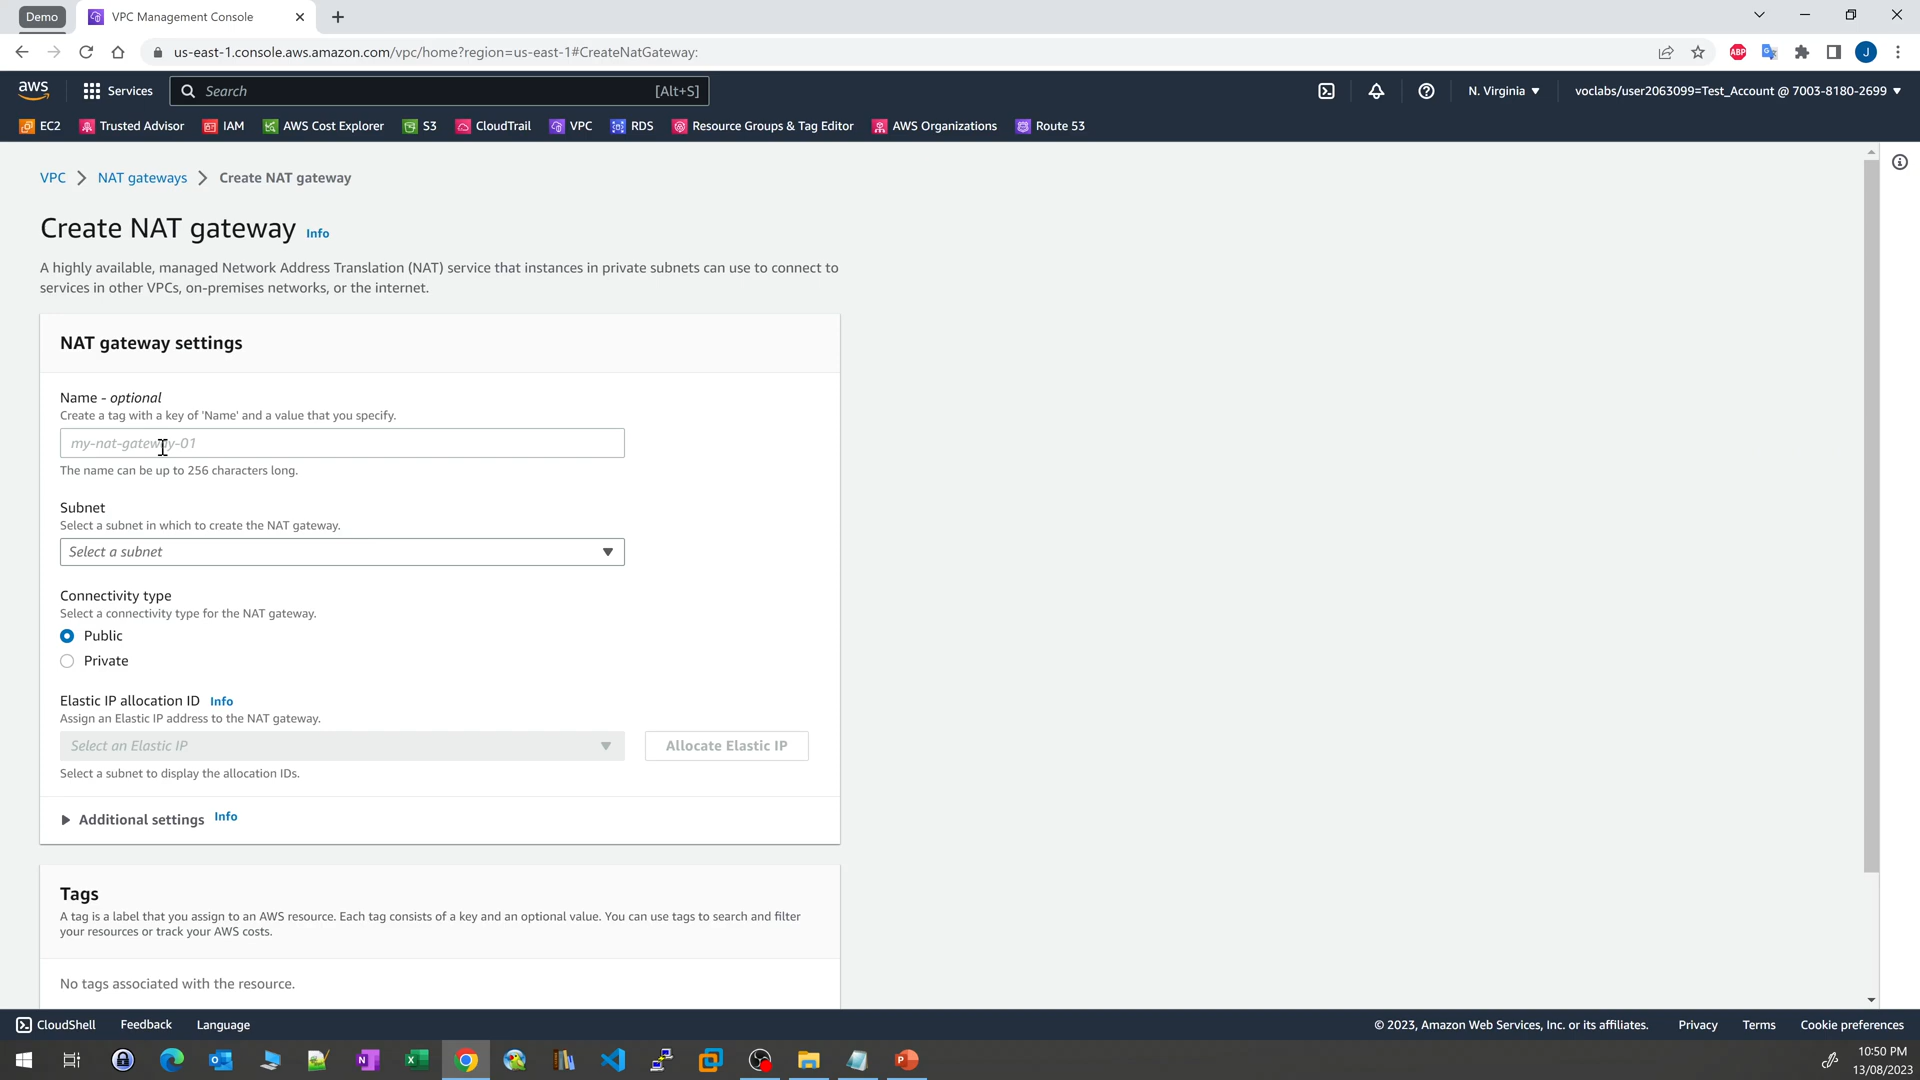 Demo
VPC Management Console
us-east-1.console.aws.amazon.com/vpc/home?region=us-east-1#CreateNatGateway:
ABP
J
aws
Services
Search
[Alt+S]
N. Virginia
voclabs/user2063099=Test_Account @ 7003-8180-2699
EC2
Trusted Advisor
IAM
AWS Cost Explorer
S3
CloudTrail
VPC
RDS
Resource Groups & Tag Editor
AWS Organizations
Route 53
VPC
NAT gateways
Create NAT gateway
Create NAT gateway Info
A highly available, managed Network Address Translation (NAT) service that instances in private subnets can use to connect to
services in other VPCs, on-premises networks, or the internet.
NAT gateway settings
Name - optional
Create a tag with a key of 'Name' and a value that you specify.
my-nat-gateway-01
The name can be up to 256 characters long.
Subnet
Select a subnet in which to create the NAT gateway.
Select a subnet
Connectivity type
Select a connectivity type for the NAT gateway.
Public
Private
Elastic IP allocation ID Info
Assign an Elastic IP address to the NAT gateway.
Select an Elastic IP
Allocate Elastic IP
Select a subnet to display the allocation IDs.
Additional settings Info
Tags
A tag is a label that you assign to an AWS resource. Each tag consists of a key and an optional value. You can use tags to search and filter
your resources or track your AWS costs.
No tags associated with the resource.
CloudShell
Feedback
Language
© 2023, Amazon Web Services, Inc. or its affiliates.
Privacy
Terms
Cookie preferences
10:50 PM
13/08/2023